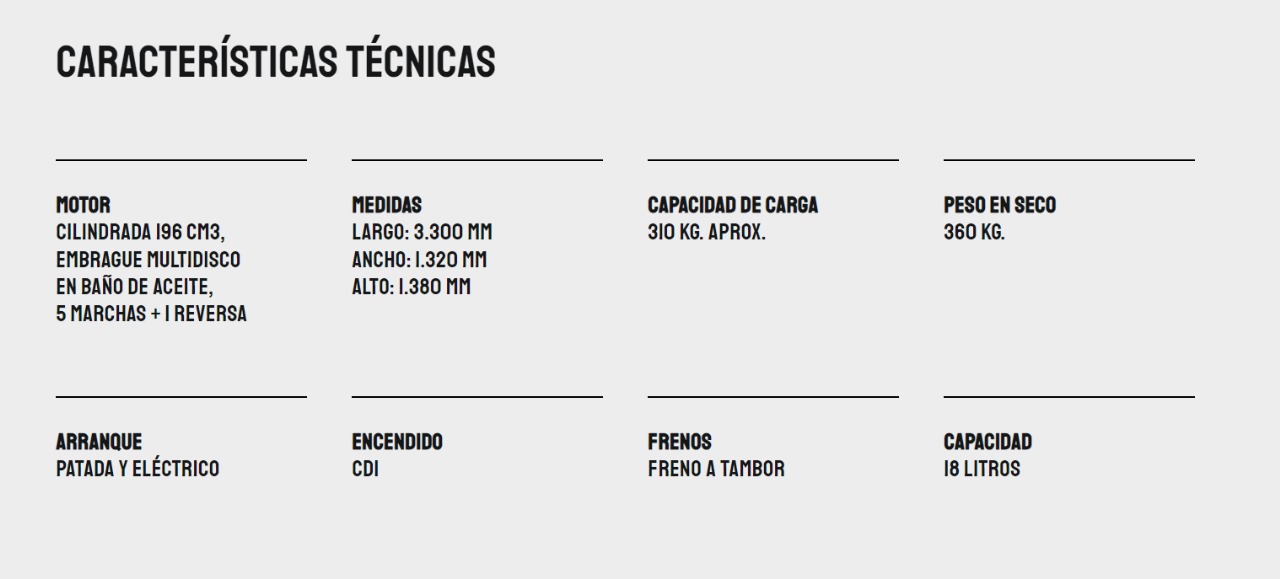 CARACTERÍSTICAS TÉCNICAS
MOTOR
CILINDRADA 196 CM3,
EMBRAGUE MULTIDISCO
EN BAÑO DE ACEITE,
5 MARCHAS + 1 REVERSA
MEDIDAS
LARGO: 3.300 MM
ANCHO: 1.320 MM
ALTO: 1.380 MM
CAPACIDAD DE CARGA
310 KG. APROX.
PESO EN SECO
360 KG.
ARRANQUE
PATADA Y ELÉCTRICO
ENCENDIDO
CDI
FRENOS
FRENO A TAMBOR
CAPACIDAD
18 LITROS